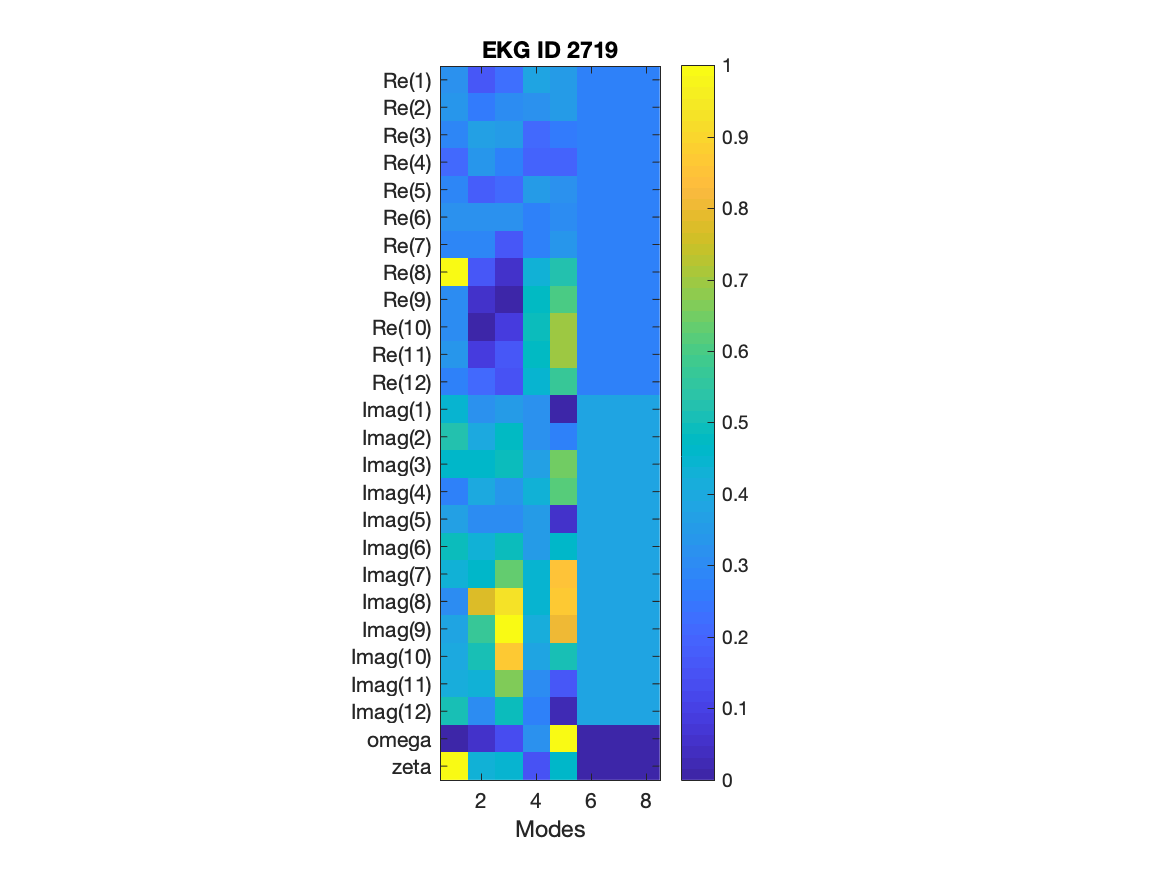 EKG ID 2719
Re(1)
Re(2)
Re(3)
Re(4)
Re(5)
Re(6)
Re(7)
Re(8)
Re(9)
Re(10)
Re(11)
Re(12)
Imag(1)
Imag(2)
Imag(3)
Imag(4)
Imag(5)
Imag(6)
Imag(7)
Imag(8)
Imag(9)
Imag(10)
Imag(11)
Imag(12)
omega
zeta
2 4 6 8
Modes
1
0.9
0.8
0.7
0.6
0.5
0.4
0.3
0.2
0.1
0